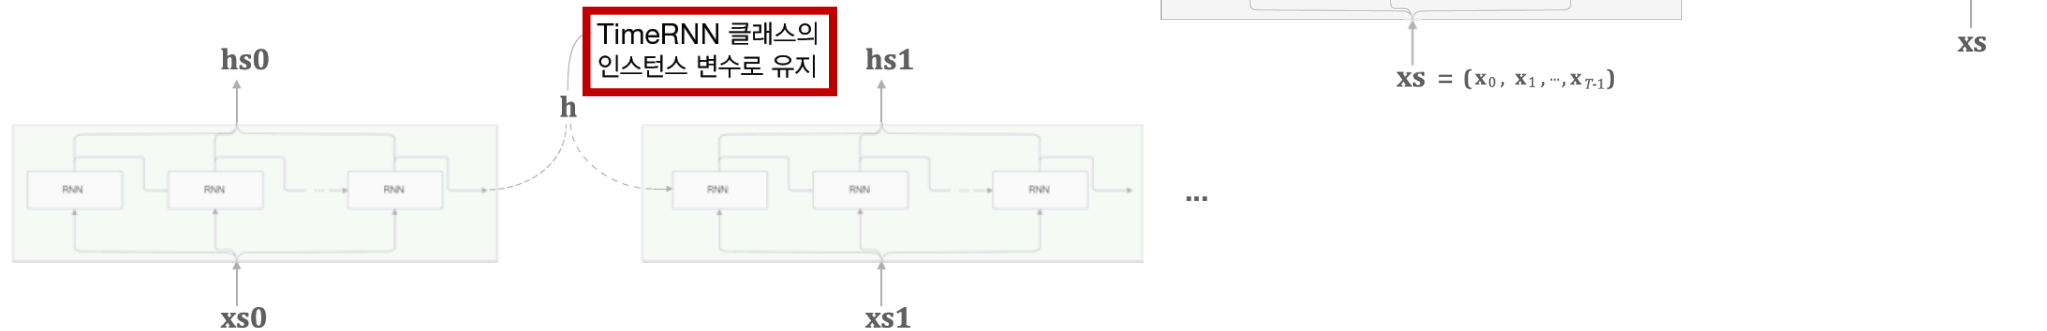 TimeRNN 클래스의
인스턴스 변수로 유지
hs0
h
hs1
RNN RNN RNN
RNN RNN RNN
...
xs0
xs1
xs = (x0, x1, ..., xT-1)
xs